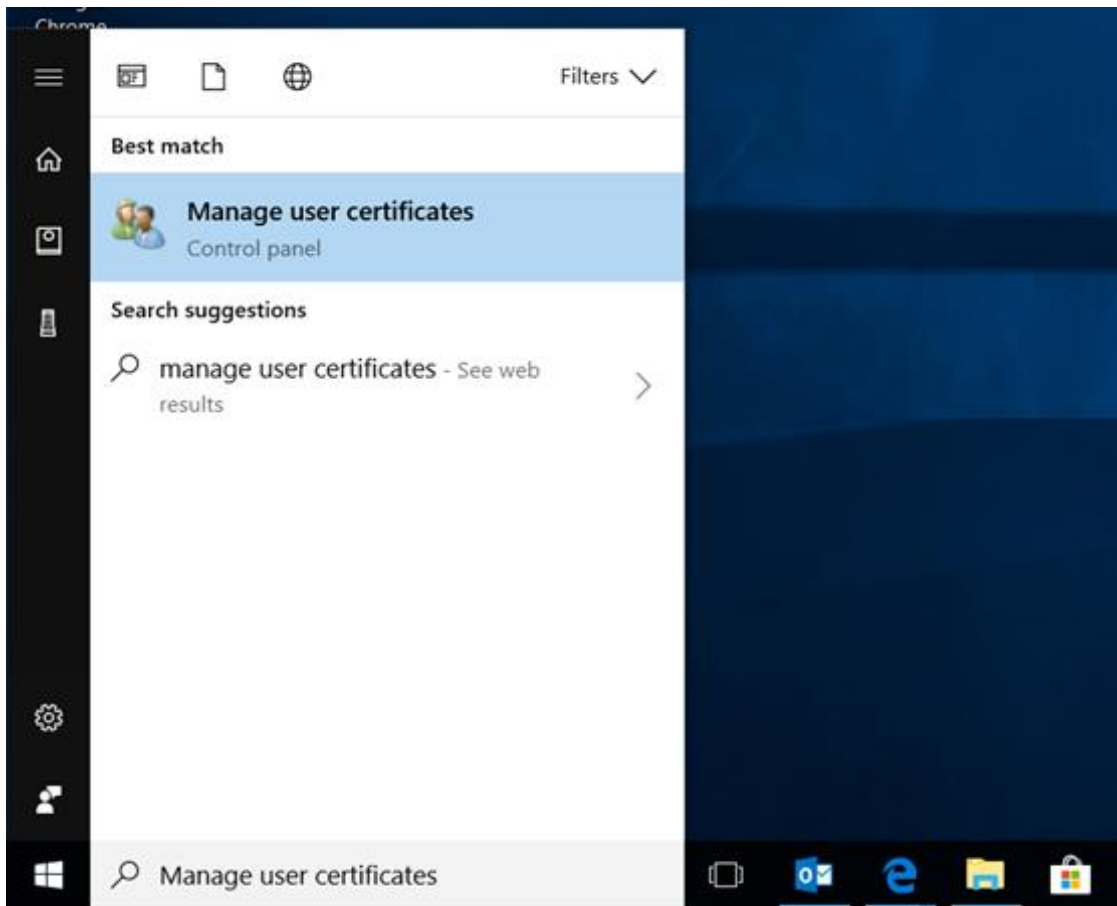 Chrome
Filters
Best match
Manage user certificates
Control panel
Search suggestions
manage user certificates - See web
results
Manage user certificates